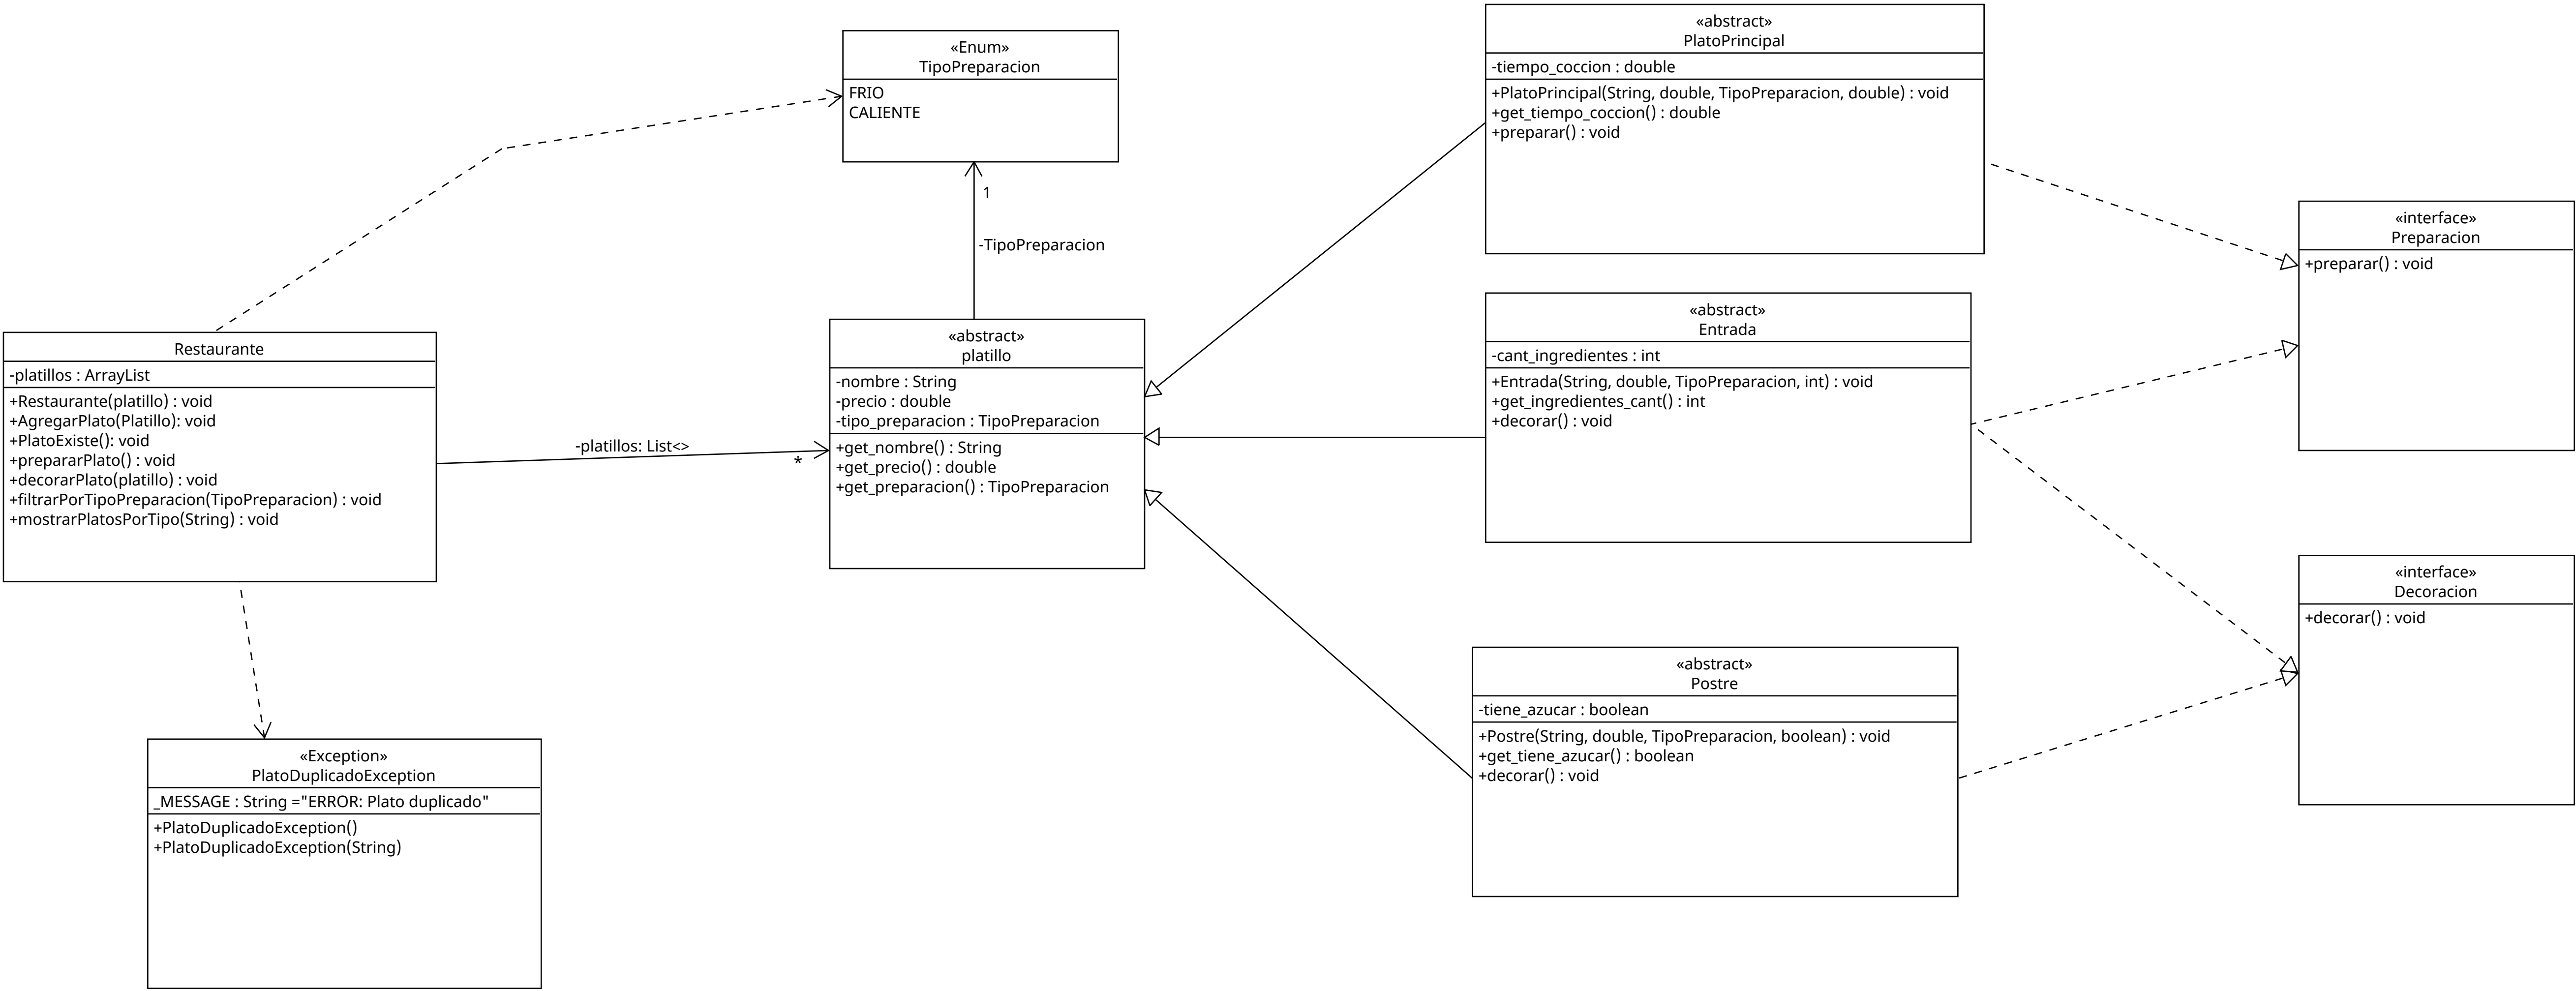 «Enum»
TipoPreparacion
FRIO
CALIENTE
1
-TipoPreparacion
Restaurante
-platillos : ArrayList
+Restaurante(platillo) : void
+AgregarPlato(Platillo): void
+PlatoExiste(): void
+prepararPlato() : void
+decorarPlato(platillo) : void
+filtrarPorTipoPreparacion(TipoPreparacion) : void
+mostrarPlatosPorTipo(String) : void
-platillos: List<>
*
«abstract»
platillo
-nombre : String
-precio : double
-tipo_preparacion : TipoPreparacion
+get_nombre() : String
+get_precio() : double
+get_preparacion() : TipoPreparacion
«Exception»
PlatoDuplicadoException
_MESSAGE : String ="ERROR: Plato duplicado"
+PlatoDuplicadoException()
+PlatoDuplicadoException(String)
«abstract»
PlatoPrincipal
-tiempo_coccion : double
+PlatoPrincipal(String, double, TipoPreparacion, double) : void
+get_tiempo_coccion() : double
+preparar() : void
«abstract»
Entrada
-cant_ingredientes : int
+Entrada(String, double, TipoPreparacion, int) : void
+get_ingredientes_cant() : int
+decorar() : void
«abstract»
Postre
-tiene_azucar : boolean
+Postre(String, double, TipoPreparacion, boolean) : void
+get_tiene_azucar() : boolean
+decorar() : void
«interface»
Preparacion
+preparar() : void
«interface»
Decoracion
+decorar() : void